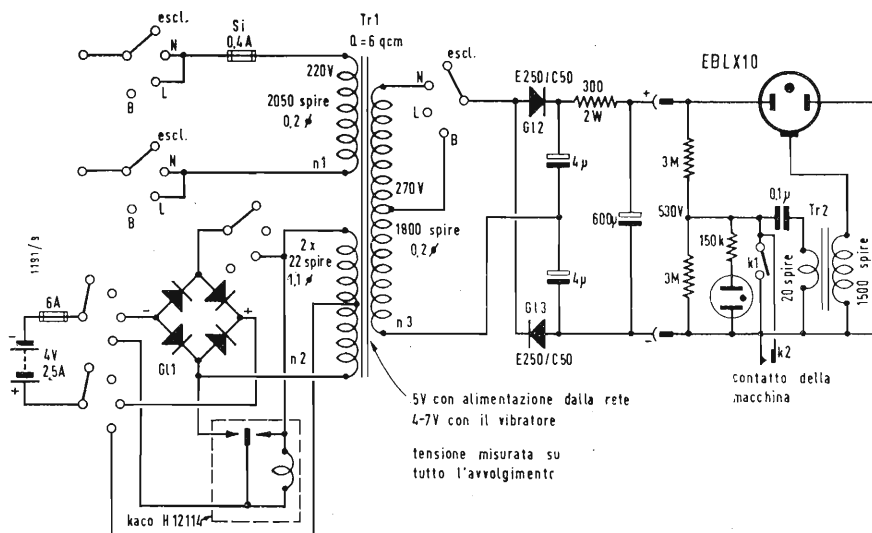 escl.
N
L
B
Si
0,4A
Tr1
Q=6 qcm
220V
2050 spire
0,2 ø
n1
escl.
N
L
B
escl.
N
L
B
270V
1800 spire
0,2 ø
n3
2x
22 spire
1,1 ø
n2
1191/9
6A
-
4V
2,5A
+
-
+
Gl1
kaco H12114
E250/C50
Gl2
300
2W
4µ
4µ
600µ
Gl3
E250/C50
+
-
EBLX10
3M
530V
3M
150k
k1
0,1µ
Tr2
20 spire
1500 spire
k2
contatto della
macchina
5V con alimentazione dalla rete
4-7V con il vibratore
tensione misurata su
tutto l'avvolgimento